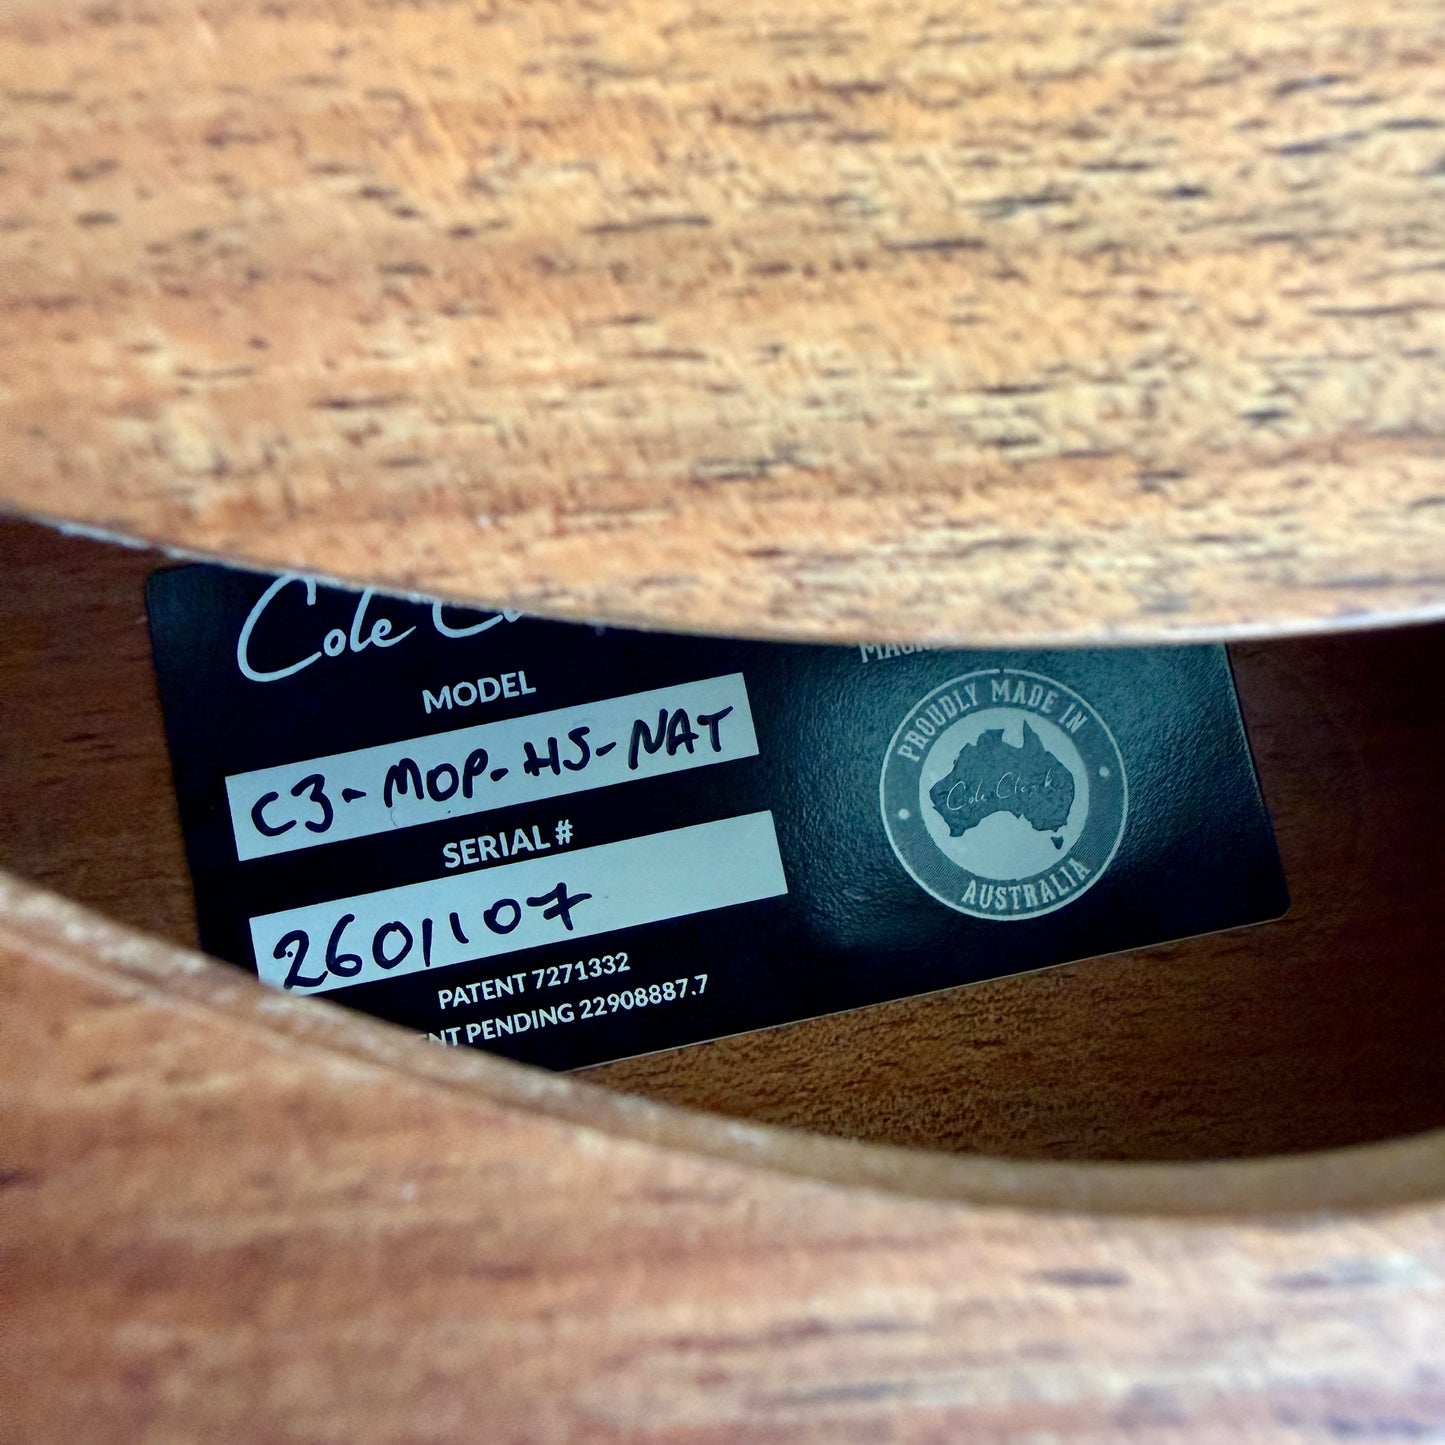 Cole
MODEL
C3-MOP-HS-NAT
SERIAL #
2601107
PATENT 7271332
PENDING 22908887.7
PROUDLY MADE IN
Cole Clark
AUSTRALIA